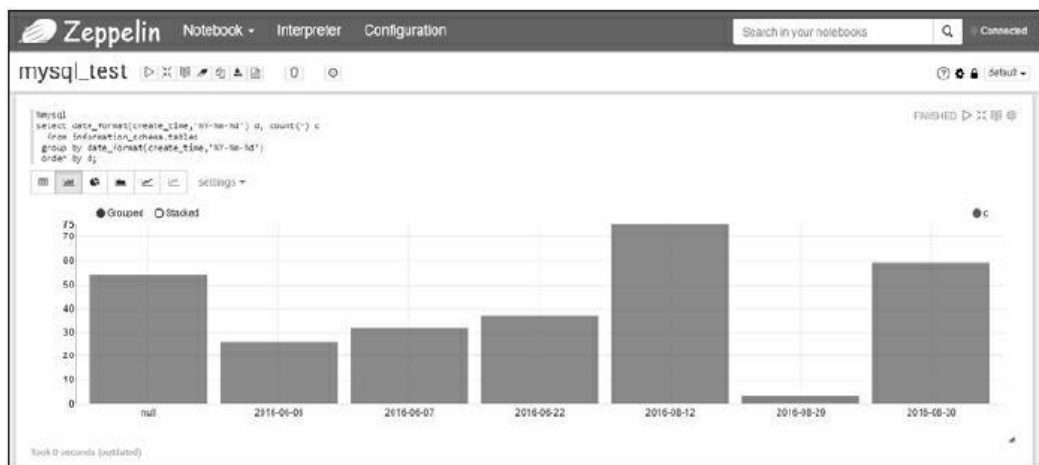 Zeppelin Notebook Interpreter Configuration Search in your notebooks Connected
mysql_test default
%mysql
select date_format(create_time,'%Y-%m-%d') d, count(*) c
from information_schema.tables
group by date_format(create_time,'%Y-%m-%d')
order by d;
FINISHED
settings
Grouped Stacked c
75
70
60
50
40
30
20
10
0
null 2016-06-07 2016-06-22 2016-08-12 2016-08-29 2016-08-30
Took 0 seconds (outdated)